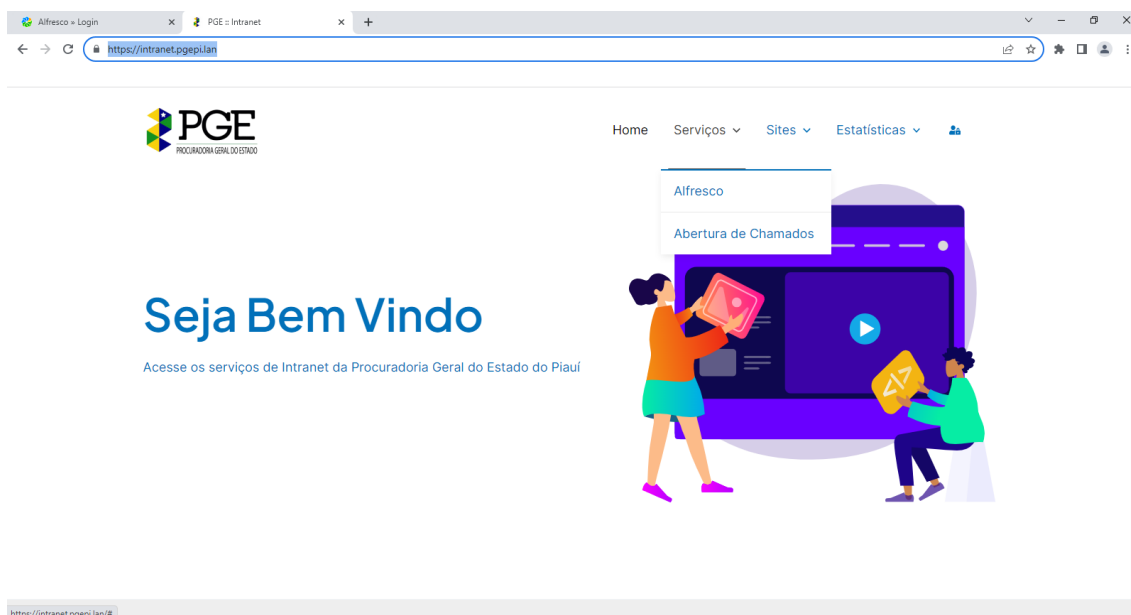 Alfresco » Login
PGE :: Intranet
https://intranet.pgepi.lan
PGE
PROCURADORIA GERAL DO ESTADO
Home Serviços Sites Estatísticas
Alfresco
Abertura de Chamados
Seja Bem Vindo
Acesse os serviços de Intranet da Procuradoria Geral do Estado do Piauí
</>
https://intranet.pgepi.lan/#